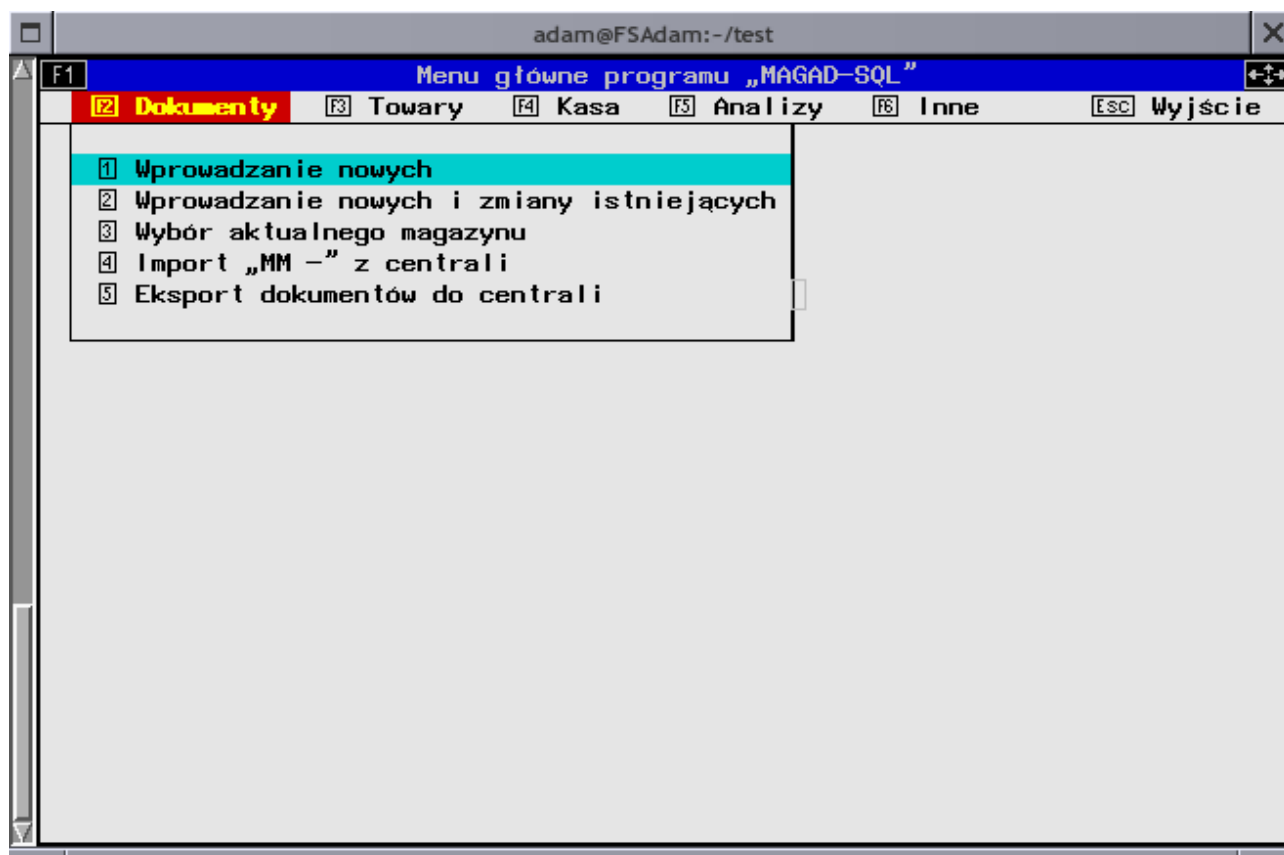 adam@FSAdam:~/test
F1 Menu główne programu „MAGAD-SQL”
F2 Dokumenty F3 Towary F4 Kasa F5 Analizy F6 Inne ESC Wyjście
1 Wprowadzanie nowych
2 Wprowadzanie nowych i zmiany istniejących
3 Wybór aktualnego magazynu
4 Import „MM -” z centrali
5 Eksport dokumentów do centrali